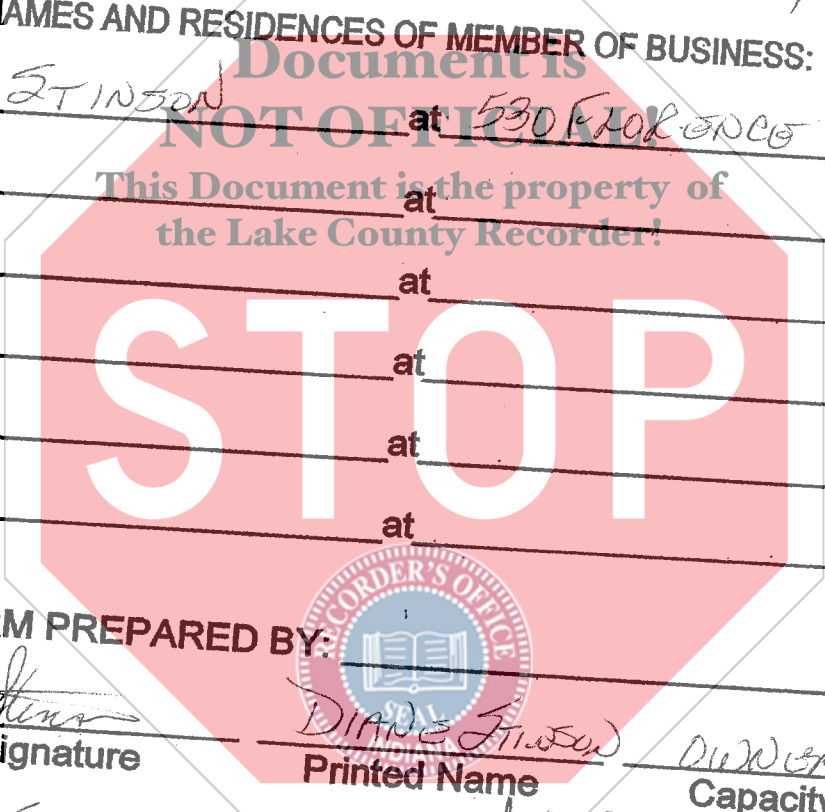 AMES AND RESIDENCES OF MEMBER OF BUSINESS:
Document is
STINSON at 530 FLORENCE
NOT OFFICIAL!
This Document is the property of
at
the Lake County Recorder!
at
STOP
at
at
at
RECORDER'S OFFICE
M PREPARED BY:
SEAL
INDIANA
DIANE STINSON OWNER
ignature Printed Name Capacity